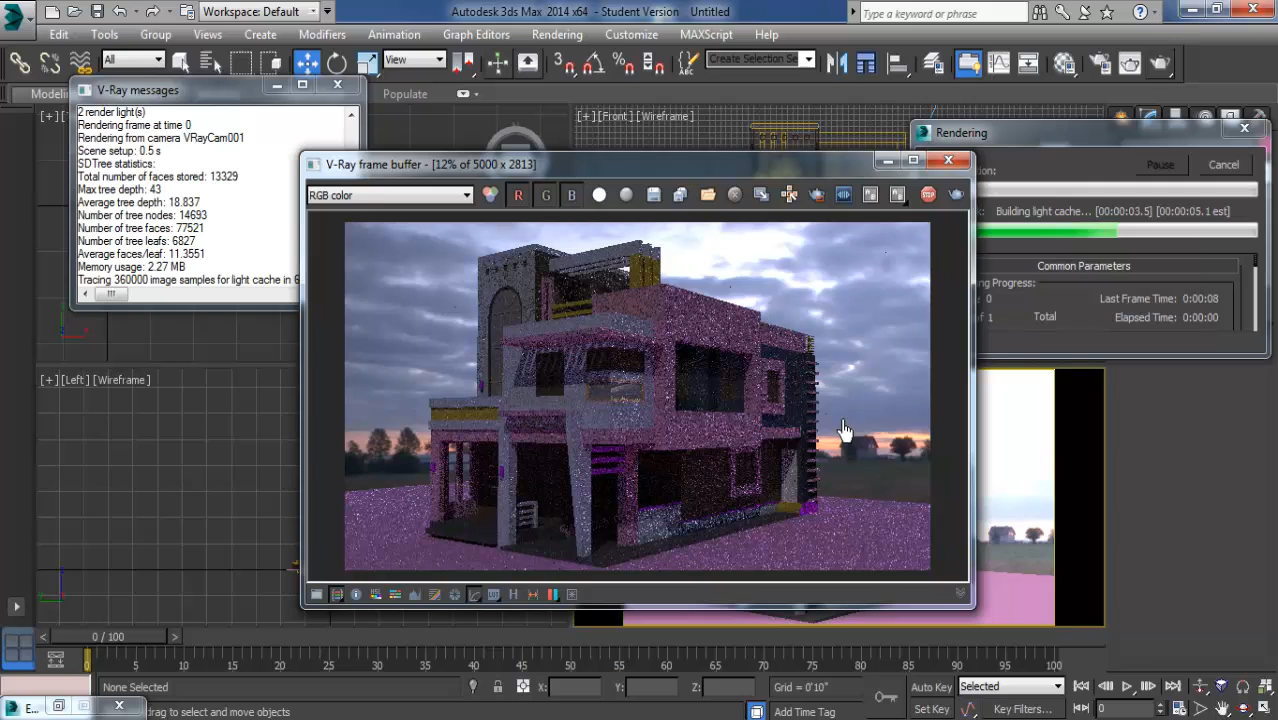 Workspace: Default
Autodesk 3ds Max 2014 x64 - Student Version Untitled
Type a keyword or phrase
Edit Tools Group Views Create Modifiers Animation Graph Editors Rendering Customize MAXScript Help
All
View
Create Selection Se
Populate
V-Ray messages
2 render light(s)
Rendering frame at time 0
Rendering from camera VRayCam001
Scene setup: 0.5 s
SDTree statistics:
Total number of faces stored: 13329
Max tree depth: 43
Average tree depth: 18.837
Number of tree nodes: 14693
Number of tree faces: 77521
Number of tree leafs: 6827
Average faces/leaf: 11.3551
Memory usage: 2.27 MB
Tracing 360000 image samples for light cache in 6
[+][Front][Wireframe]
V-Ray frame buffer - [12% of 5000 x 2813]
RGB color
R G B
STOP
Rendering
Pause Cancel
Building light cache... [00:00:03.5] [00:00:05.1 est]
Common Parameters
Last Frame Time: 0:00:08
Total
Elapsed Time: 0:00:00
[+][Left][Wireframe]
LUT H
0 / 100
0 5 10 15 20 25 30 35 40 45 50 55 60 65 70 75 80 85 90 95 100
None Selected
X: Y: Z:
Grid = 0'10"
Auto Key
Selected
E...
drag to select and move objects
Add Time Tag
Set Key
Key Filters...
0